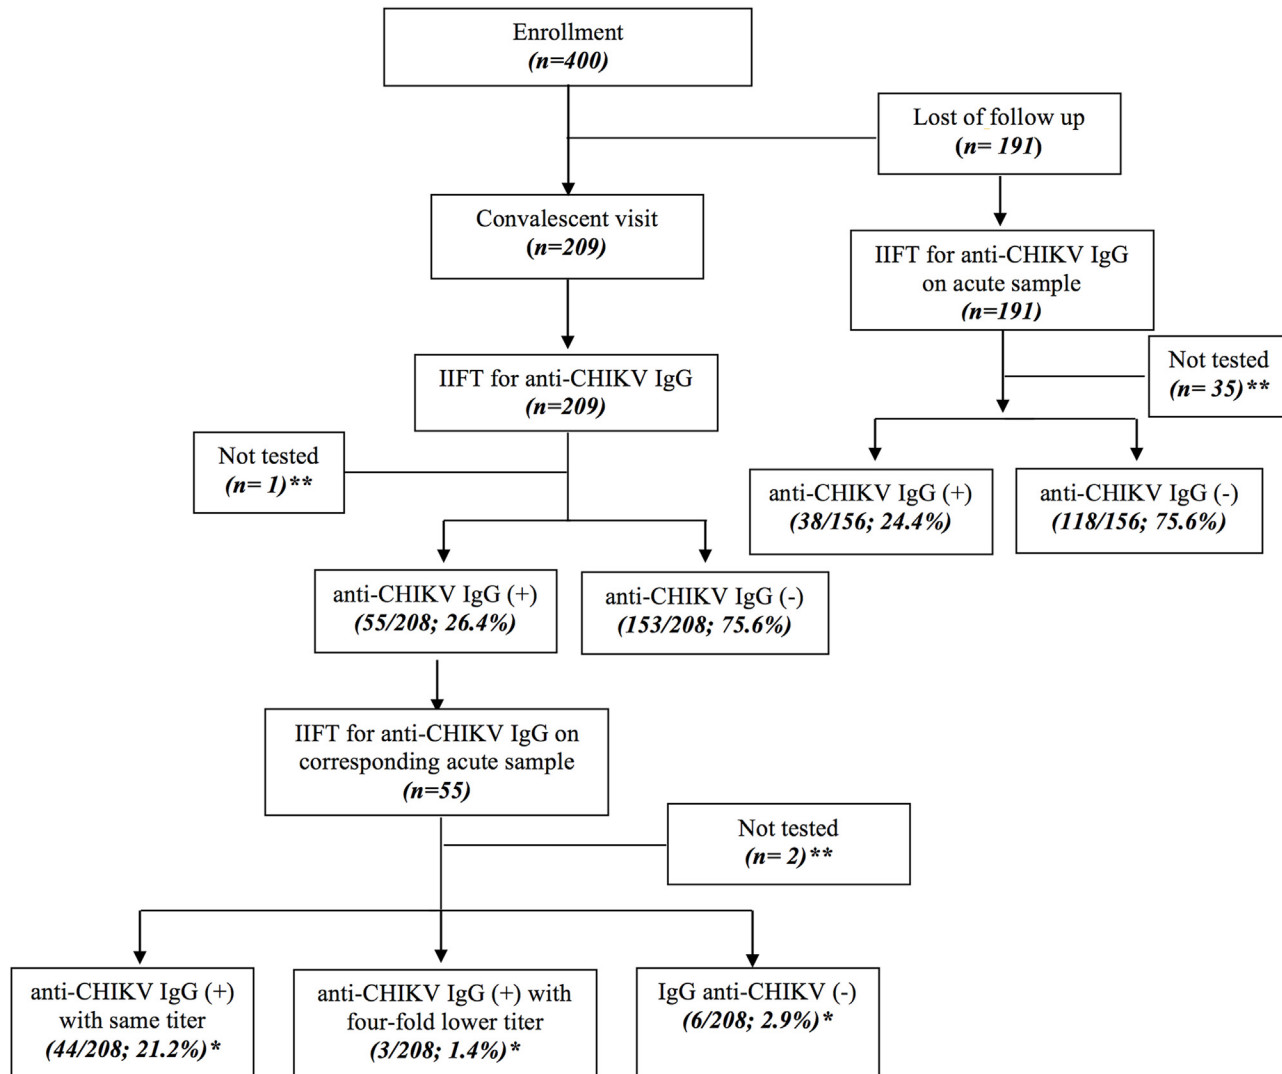 Enrollment
(n=400)
Lost of follow up
(n= 191)
Convalescent visit
(n=209)
IIFT for anti-CHIKV IgG
on acute sample
(n=191)
IIFT for anti-CHIKV IgG
(n=209)
Not tested
(n= 35)**
Not tested
(n= 1)**
anti-CHIKV IgG (+)
(38/156; 24.4%)
anti-CHIKV IgG (-)
(118/156; 75.6%)
anti-CHIKV IgG (+)
(55/208; 26.4%)
anti-CHIKV IgG (-)
(153/208; 75.6%)
IIFT for anti-CHIKV IgG on
corresponding acute sample
(n=55)
Not tested
(n= 2)**
anti-CHIKV IgG (+)
with same titer
(44/208; 21.2%)*
anti-CHIKV IgG (+) with
four-fold lower titer
(3/208; 1.4%)*
IgG anti-CHIKV (-)
(6/208; 2.9%)*